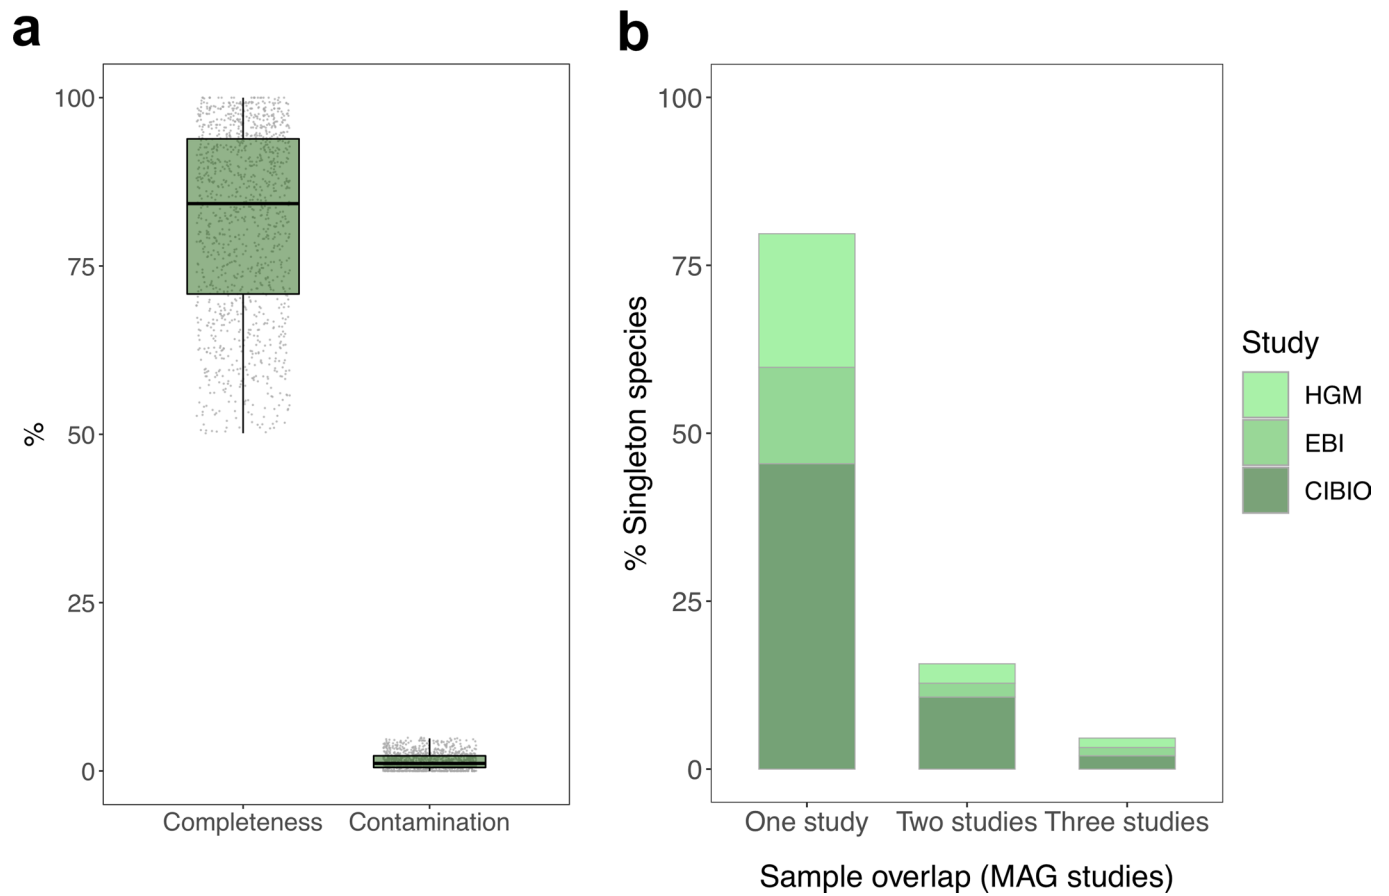 a
%
100
75
50
25
0
Completeness Contamination
b
% Singleton species
100
75
50
25
0
One study Two studies Three studies
Sample overlap (MAG studies)
Study
HGM
EBI
CIBIO